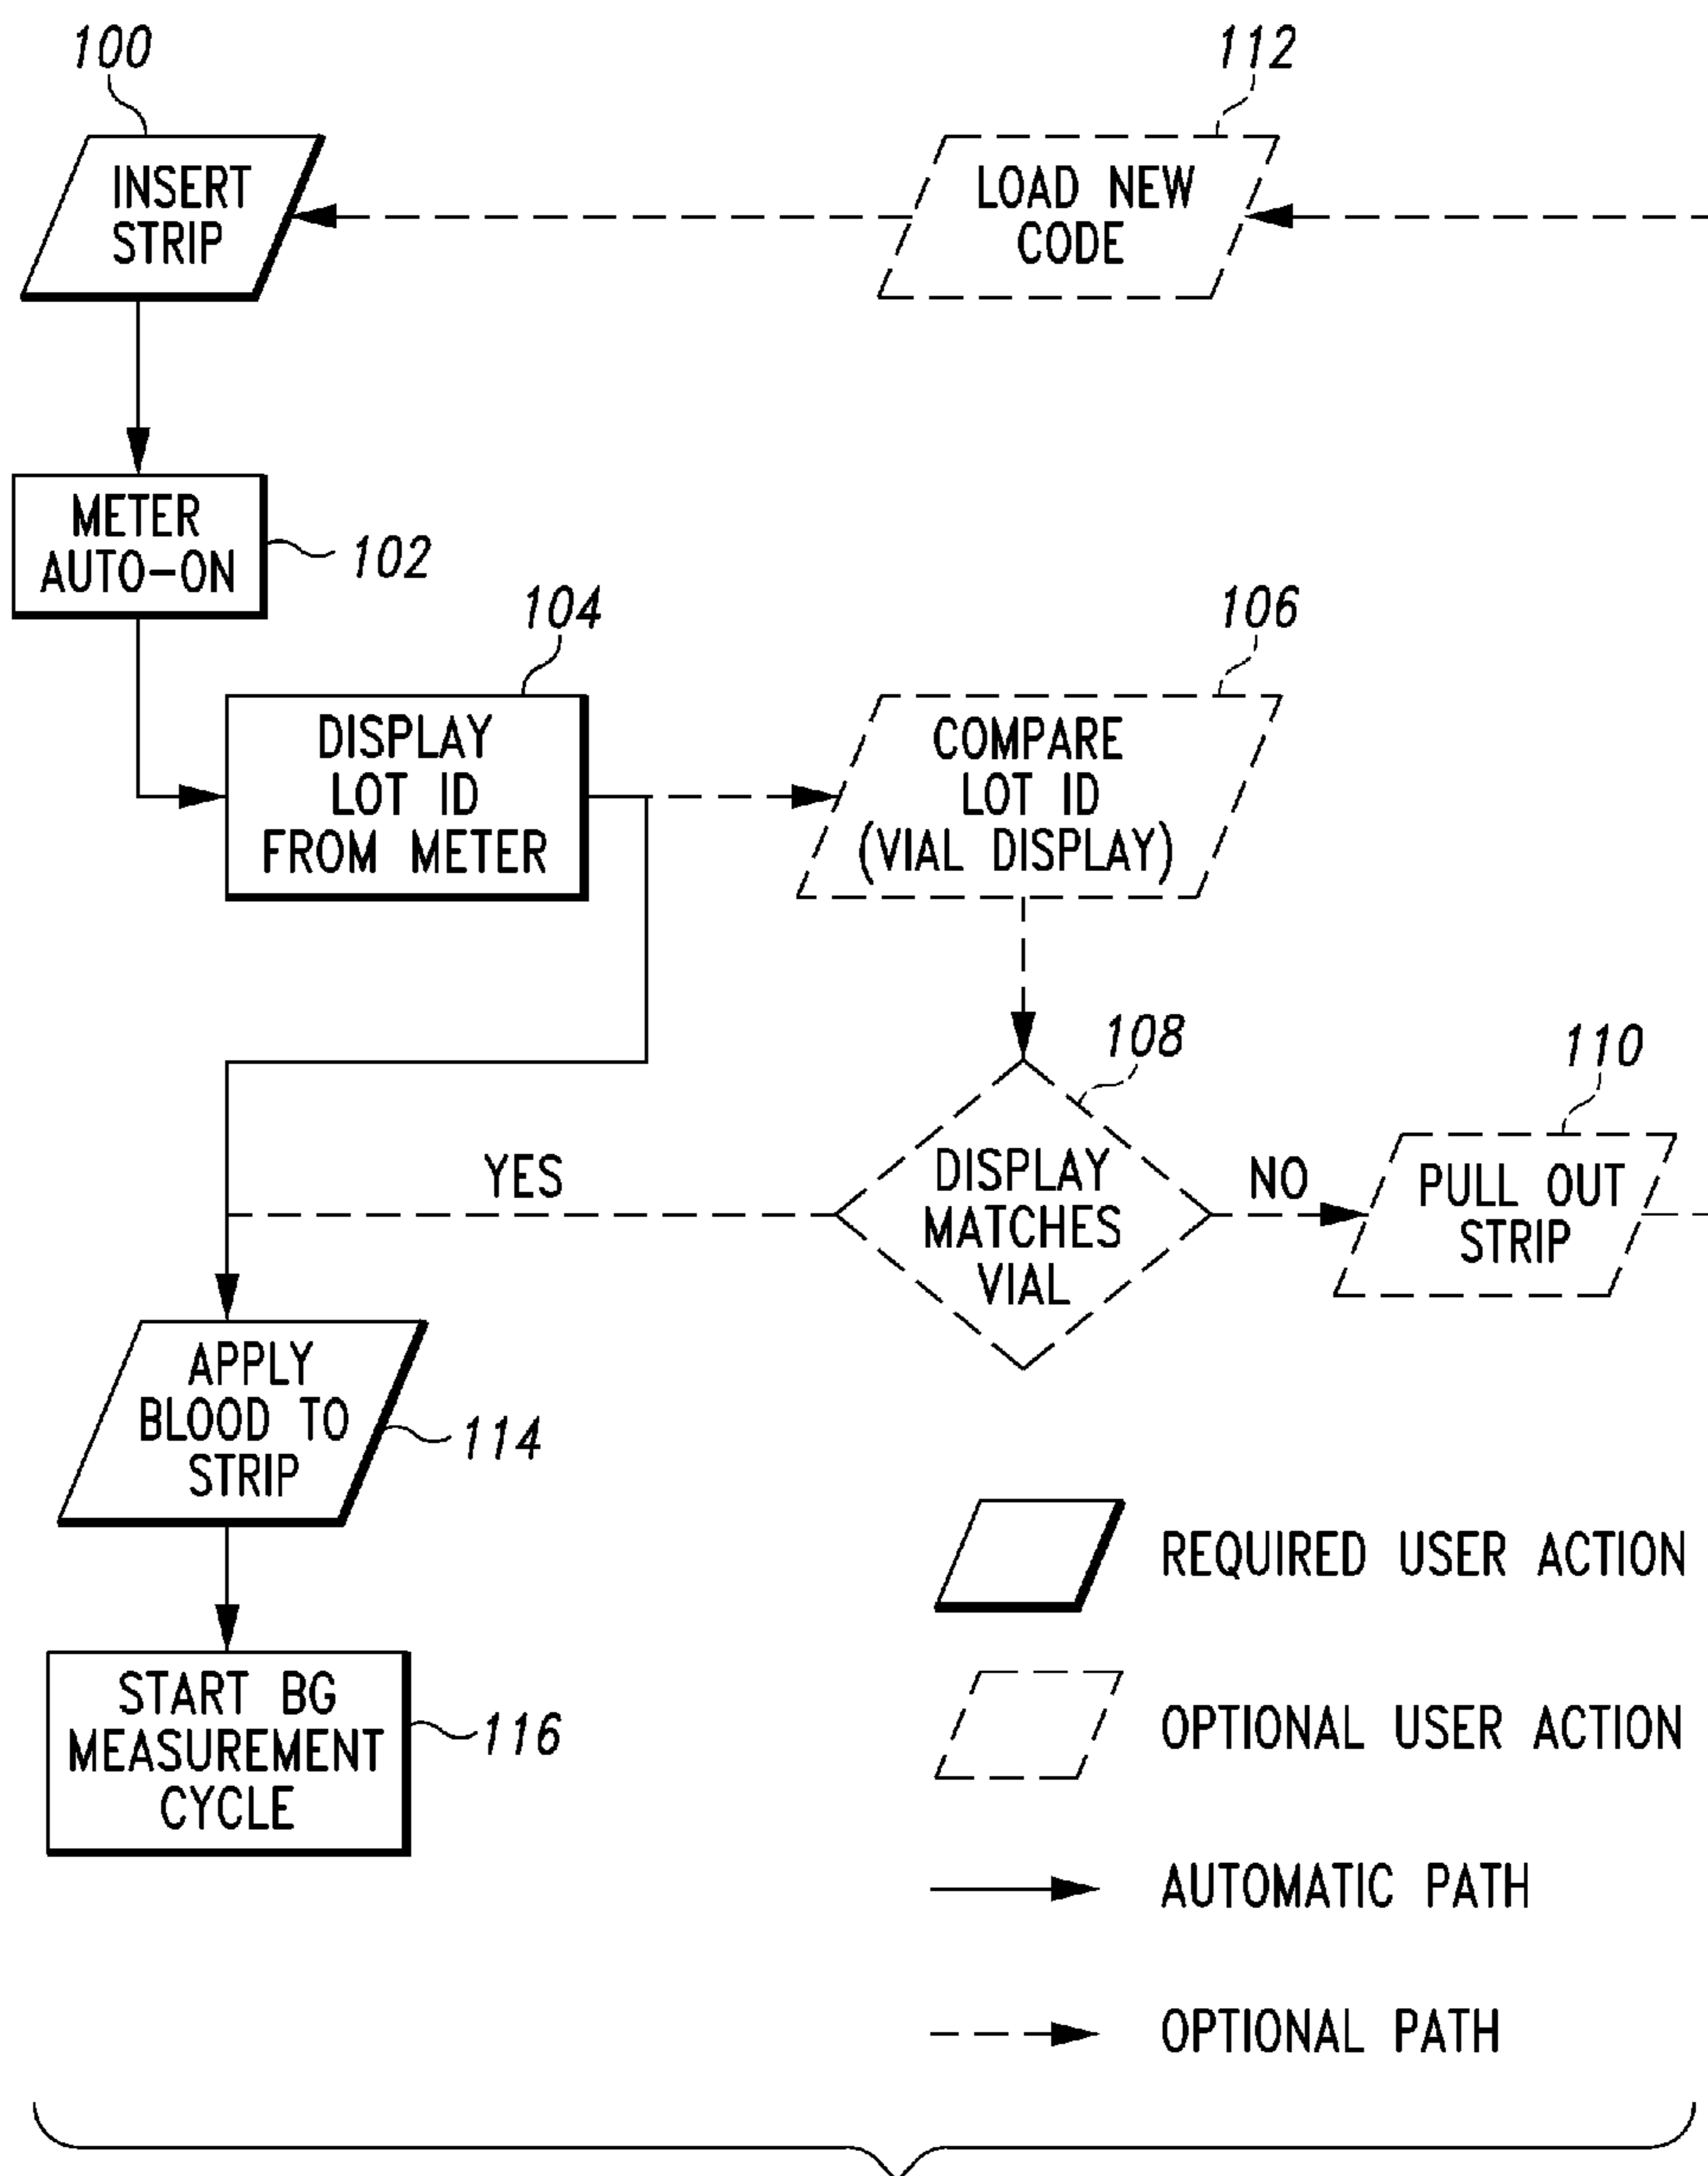 100
112
INSERT
STRIP
LOAD NEW
CODE
METER
AUTO-ON
102
104
106
DISPLAY
LOT ID
FROM METER
COMPARE
LOT ID
(VIAL DISPLAY)
108
110
YES
DISPLAY
MATCHES
VIAL
NO
PULL OUT
STRIP
APPLY
BLOOD TO
STRIP
114
START BG
MEASUREMENT
CYCLE
116
REQUIRED USER ACTION
OPTIONAL USER ACTION
AUTOMATIC PATH
OPTIONAL PATH